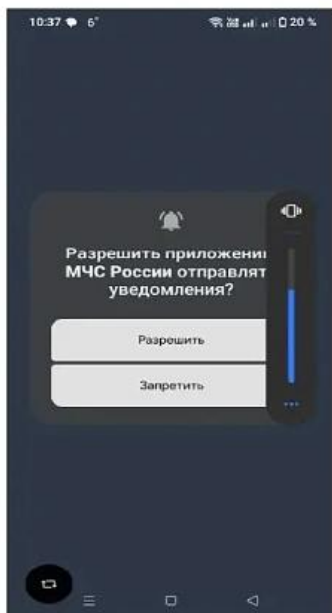 10:37 6°
20 %
Разрешить приложени
МЧС России отправлят
уведомления?
Разрешить
Запретить